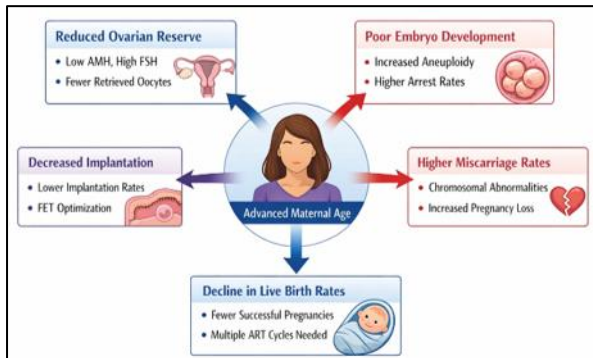 Reduced Ovarian Reserve
• Low AMH, High FSH
• Fewer Retrieved Oocytes
Poor Embryo Development
• Increased Aneuploidy
• Higher Arrest Rates
Decreased Implantation
• Lower Implantation Rates
• FET Optimization
Advanced Maternal Age
Higher Miscarriage Rates
• Chromosomal Abnormalities
• Increased Pregnancy Loss
Decline in Live Birth Rates
• Fewer Successful Pregnancies
• Multiple ART Cycles Needed